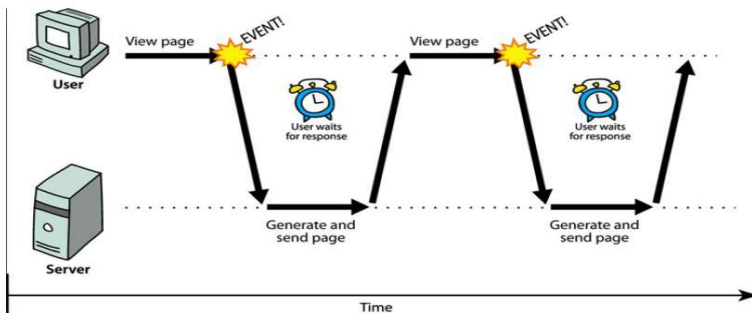 View page
EVENT!
View page
EVENT!
User
User waits
for response
User waits
for response
Generate and
send page
Generate and
send page
Server
Time